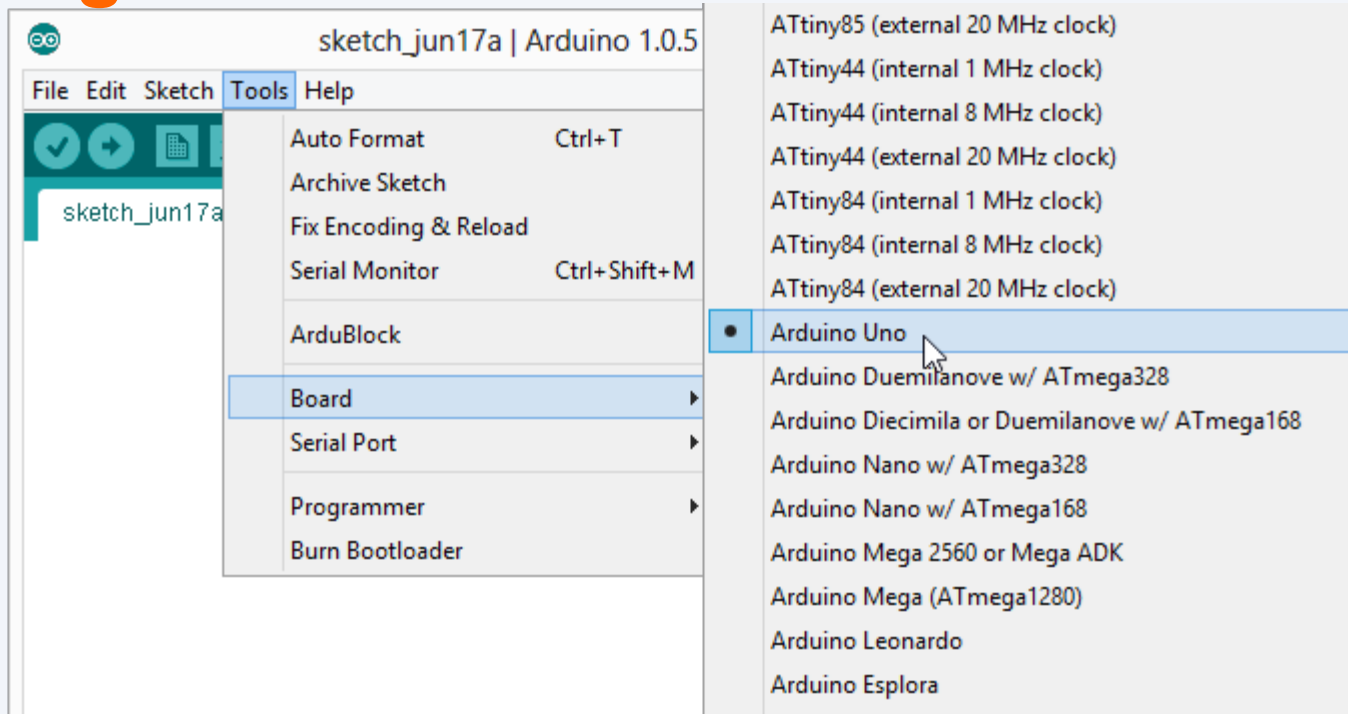 sketch_jun17a | Arduino 1.0.5
File Edit Sketch Tools Help
sketch_jun17a
Auto Format Ctrl+T
Archive Sketch
Fix Encoding & Reload
Serial Monitor Ctrl+Shift+M
ArduBlock
Board
Serial Port
Programmer
Burn Bootloader
ATtiny85 (external 20 MHz clock)
ATtiny44 (internal 1 MHz clock)
ATtiny44 (internal 8 MHz clock)
ATtiny44 (external 20 MHz clock)
ATtiny84 (internal 1 MHz clock)
ATtiny84 (internal 8 MHz clock)
ATtiny84 (external 20 MHz clock)
Arduino Uno
Arduino Duemilanove w/ ATmega328
Arduino Diecimila or Duemilanove w/ ATmega168
Arduino Nano w/ ATmega328
Arduino Nano w/ ATmega168
Arduino Mega 2560 or Mega ADK
Arduino Mega (ATmega1280)
Arduino Leonardo
Arduino Esplora